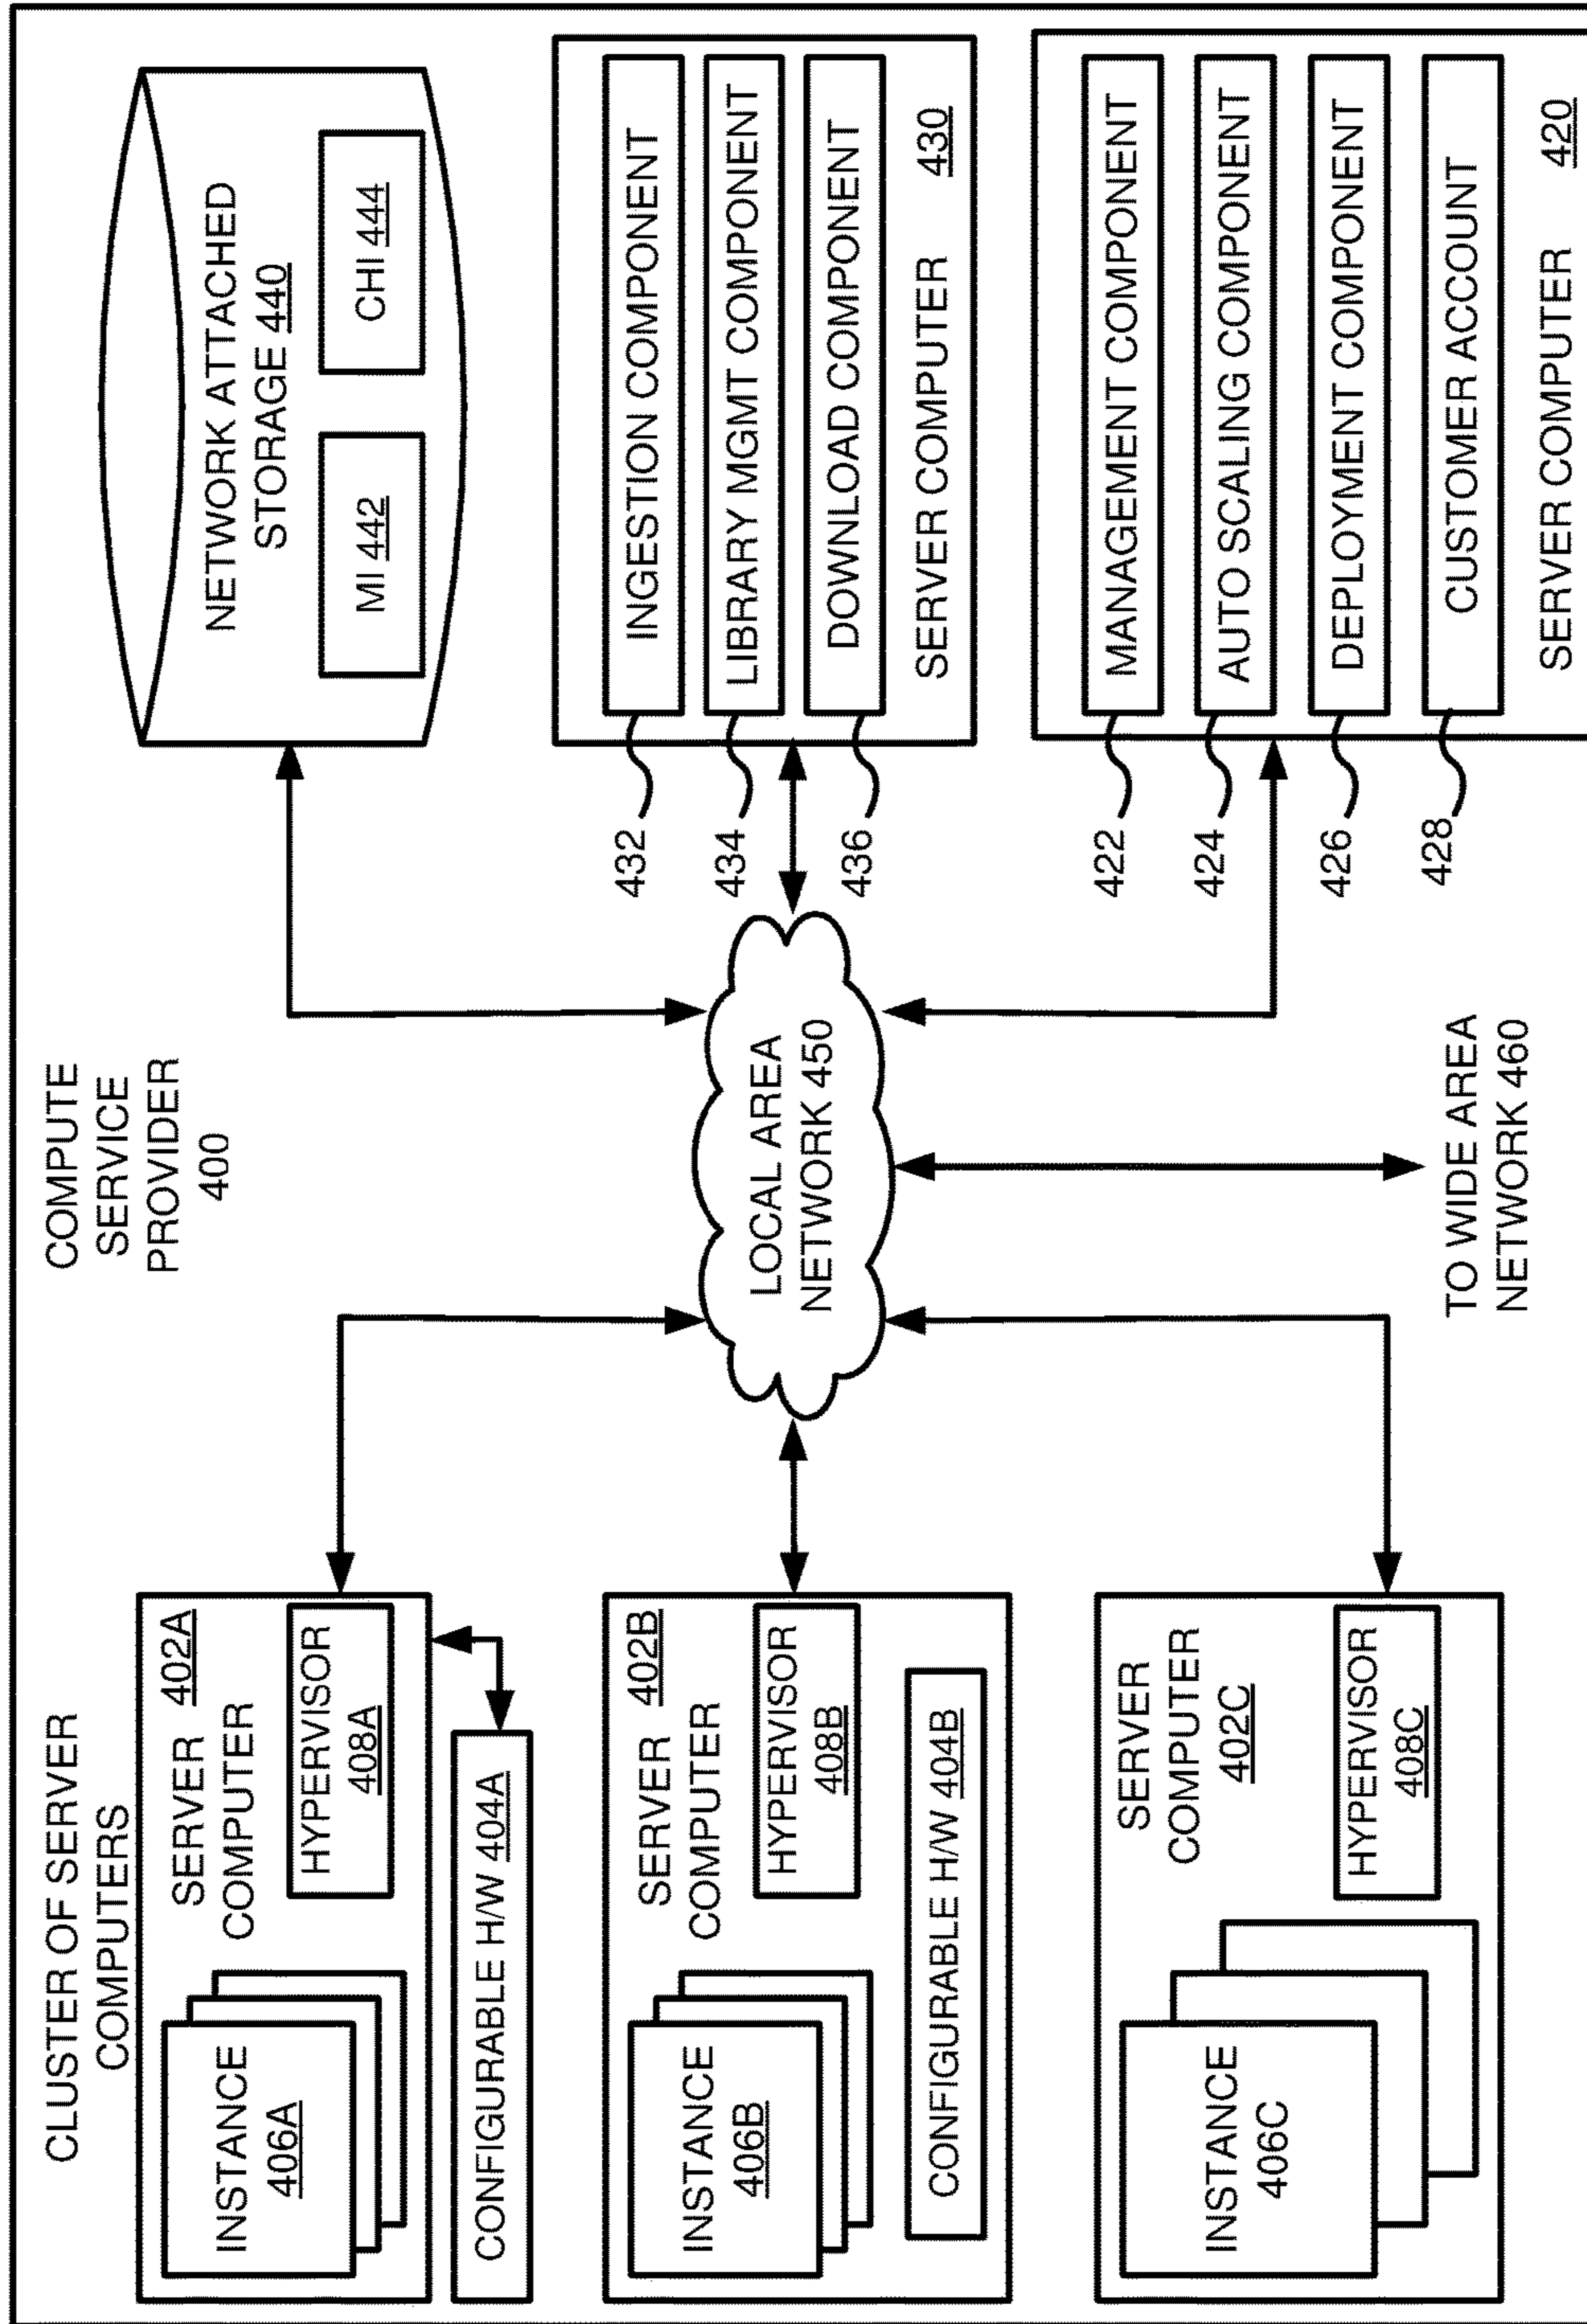 COMPUTE
SERVICE
PROVIDER
400
CLUSTER OF SERVER
COMPUTERS
INSTANCE
406A
SERVER 402A
COMPUTER
HYPERVISOR
408A
CONFIGURABLE H/W 404A
INSTANCE
406B
SERVER 402B
COMPUTER
HYPERVISOR
408B
CONFIGURABLE H/W 404B
INSTANCE
406C
SERVER
COMPUTER
402C
HYPERVISOR
408C
LOCAL AREA
NETWORK 450
TO WIDE AREA
NETWORK 460
NETWORK ATTACHED
STORAGE 440
MI 442
CHI 444
432
INGESTION COMPONENT
434
LIBRARY MGMT COMPONENT
436
DOWNLOAD COMPONENT
SERVER COMPUTER 430
422
MANAGEMENT COMPONENT
424
AUTO SCALING COMPONENT
426
DEPLOYMENT COMPONENT
428
CUSTOMER ACCOUNT
SERVER COMPUTER 420